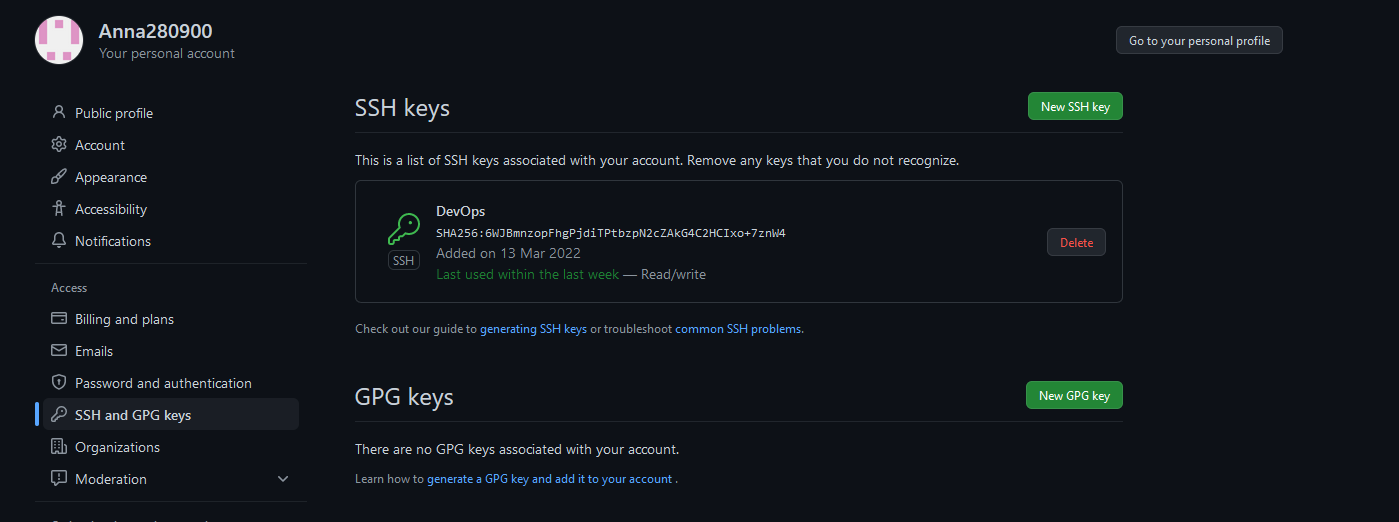 Anna280900
Your personal account
Go to your personal profile
Public profile
Account
Appearance
Accessibility
Notifications
Access
Billing and plans
Emails
Password and authentication
SSH and GPG keys
Organizations
Moderation
SSH keys
New SSH key
This is a list of SSH keys associated with your account. Remove any keys that you do not recognize.
DevOps
SHA256:6WJBmnzopFhgPjdiTPtbzpN2cZAkG4C2HCIxo+7znW4
SSH
Added on 13 Mar 2022
Last used within the last week — Read/write
Delete
Check out our guide to generating SSH keys or troubleshoot common SSH problems.
GPG keys
New GPG key
There are no GPG keys associated with your account.
Learn how to generate a GPG key and add it to your account .